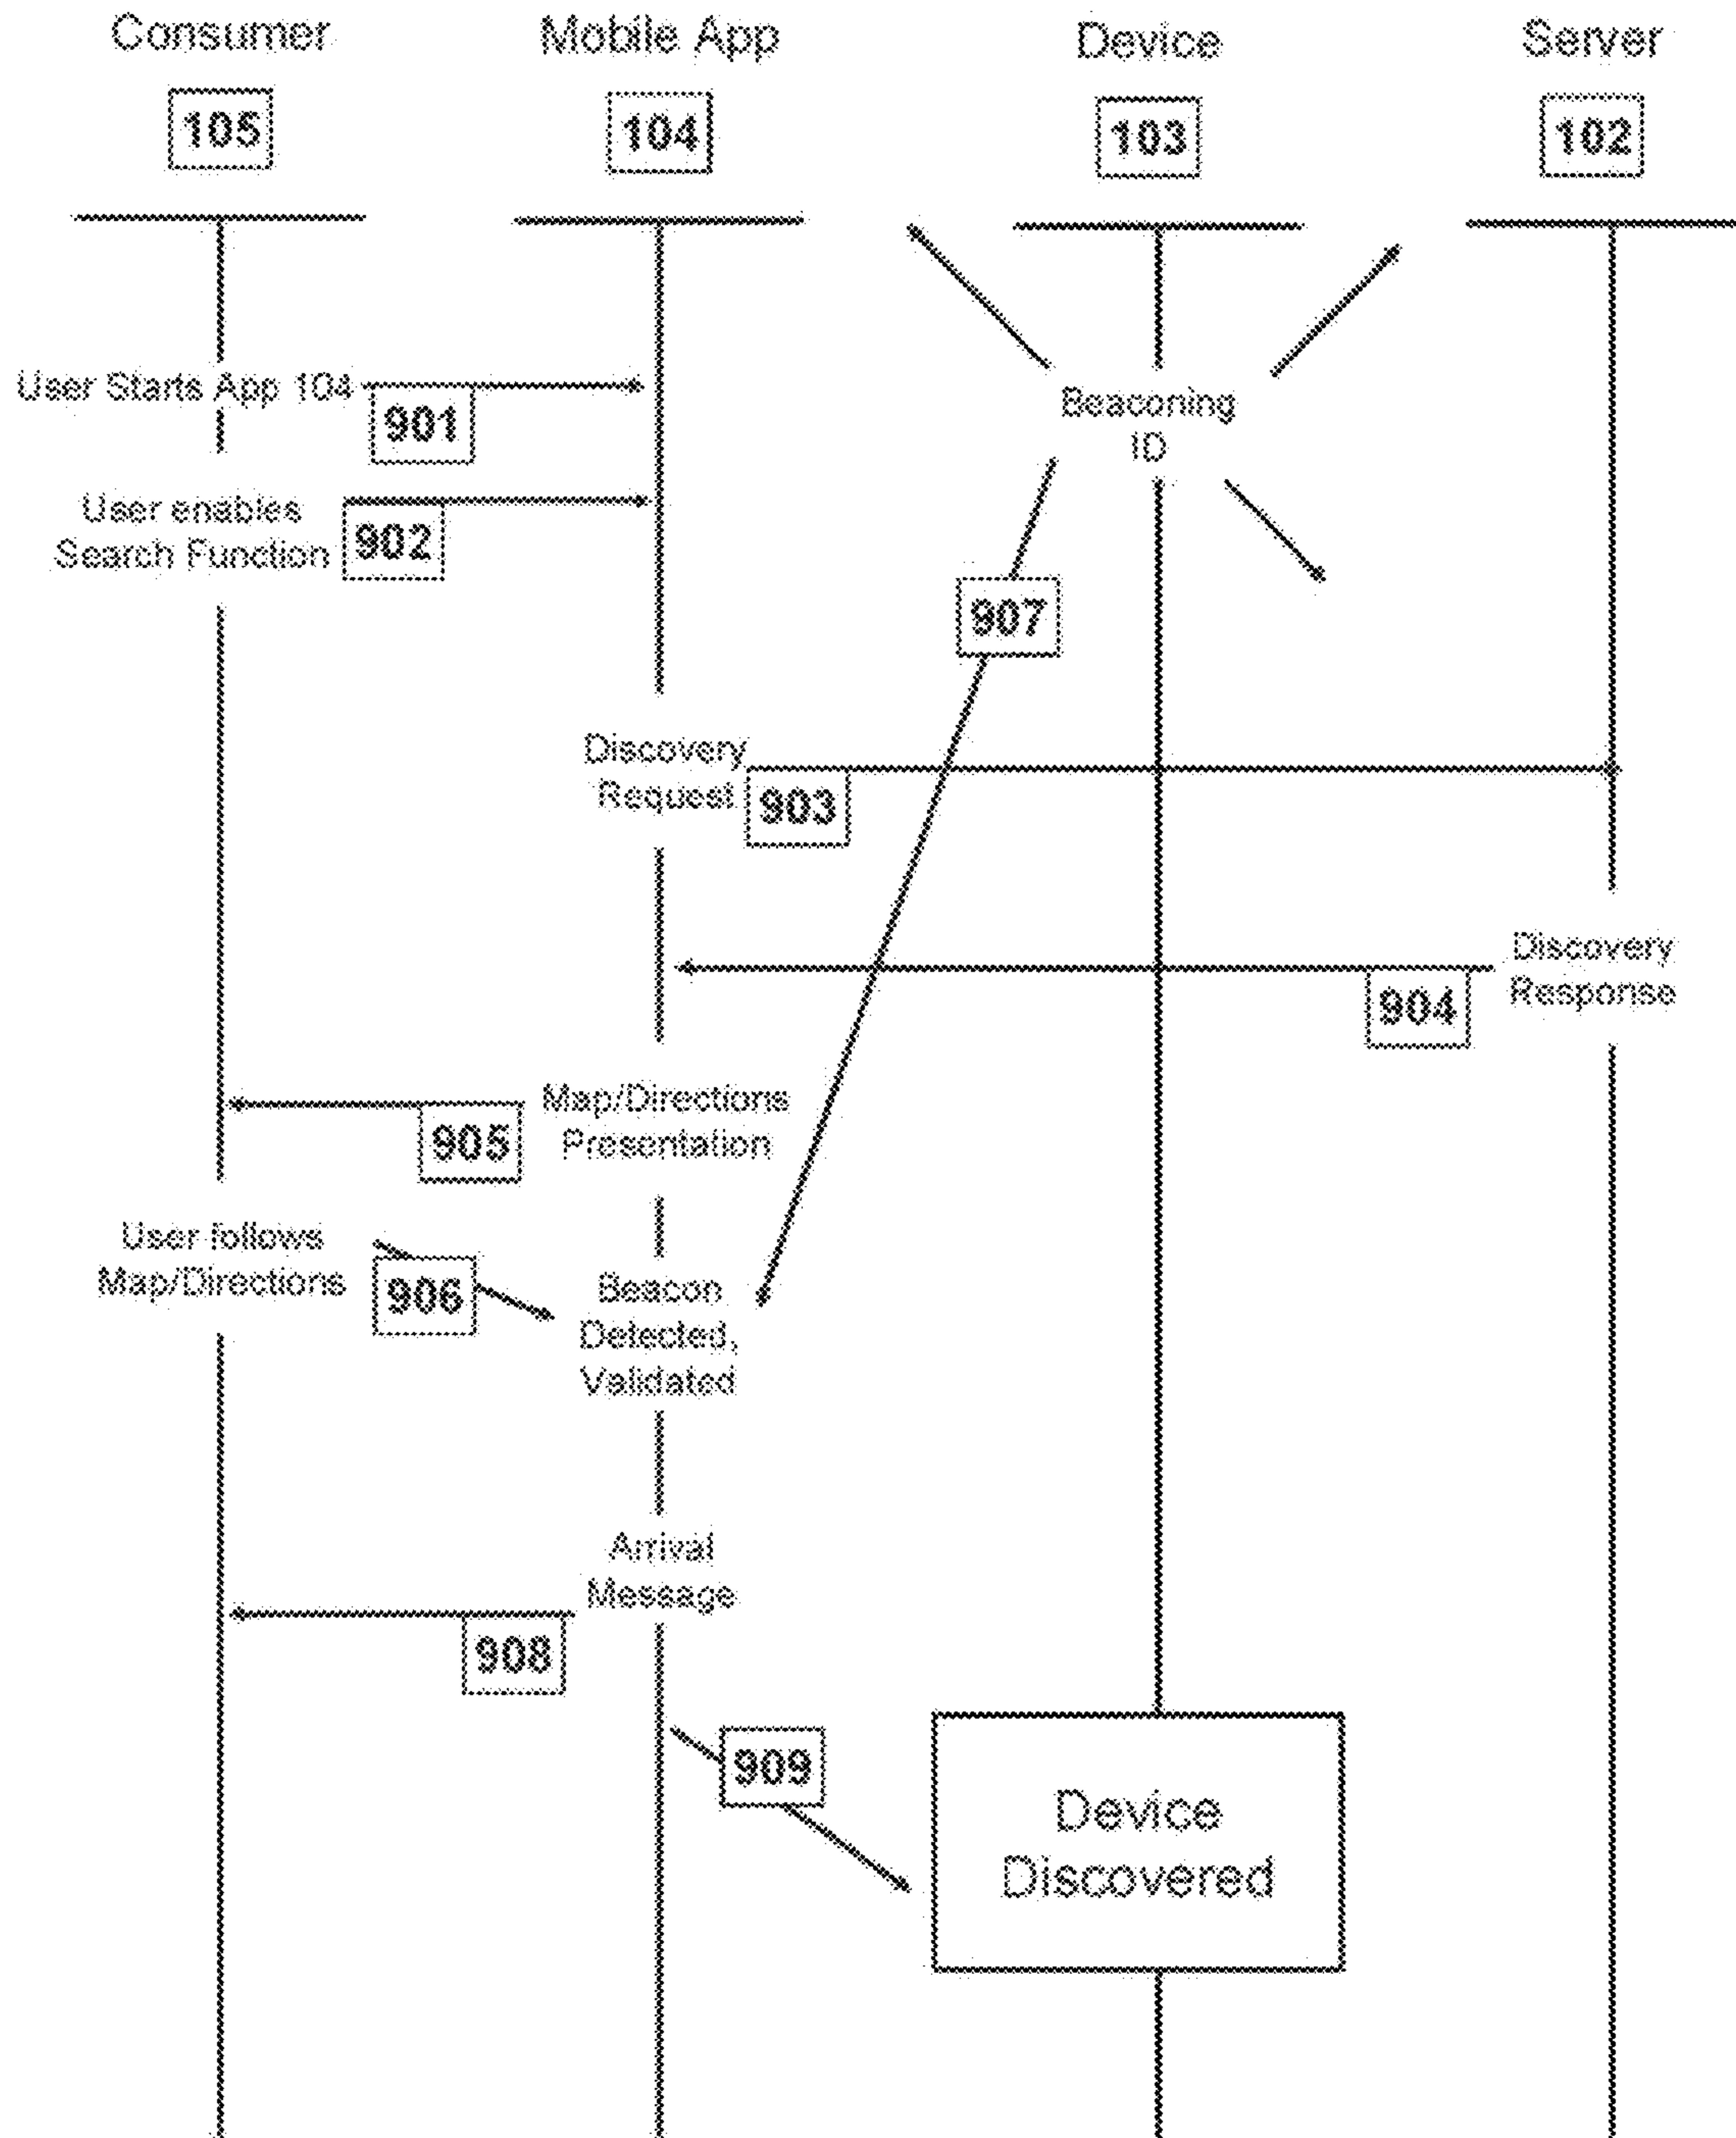 Consumer
Mobile App
Device
Server
105
104
103
102
User Starts App 104
901
Beaconing
ID
User enables
Search Function
902
907
Discovery
Request
903
Discovery
Response
904
Map/Directions
Presentation
905
User follows
Map/Directions
906
Beacon
Detected,
Validated
Arrival
Message
908
909
Device
Discovered